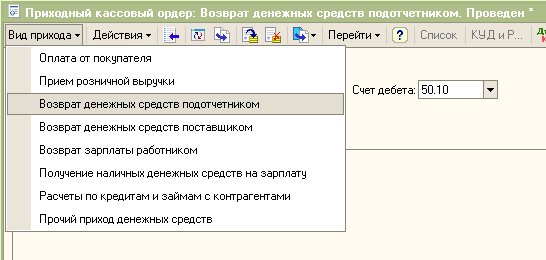 Приходный кассовый ордер: Возврат денежных средств подотчетником. Проведен *
Вид прихода Действия Перейти ? Список КУД и Р...
Оплата от покупателя
Прием розничной выручки
Возврат денежных средств подотчетником
Счет дебета: 50.10
Возврат денежных средств поставщиком
Возврат зарплаты работником
Получение наличных денежных средств на зарплату
Расчеты по кредитам и займам с контрагентами
Прочий приход денежных средств